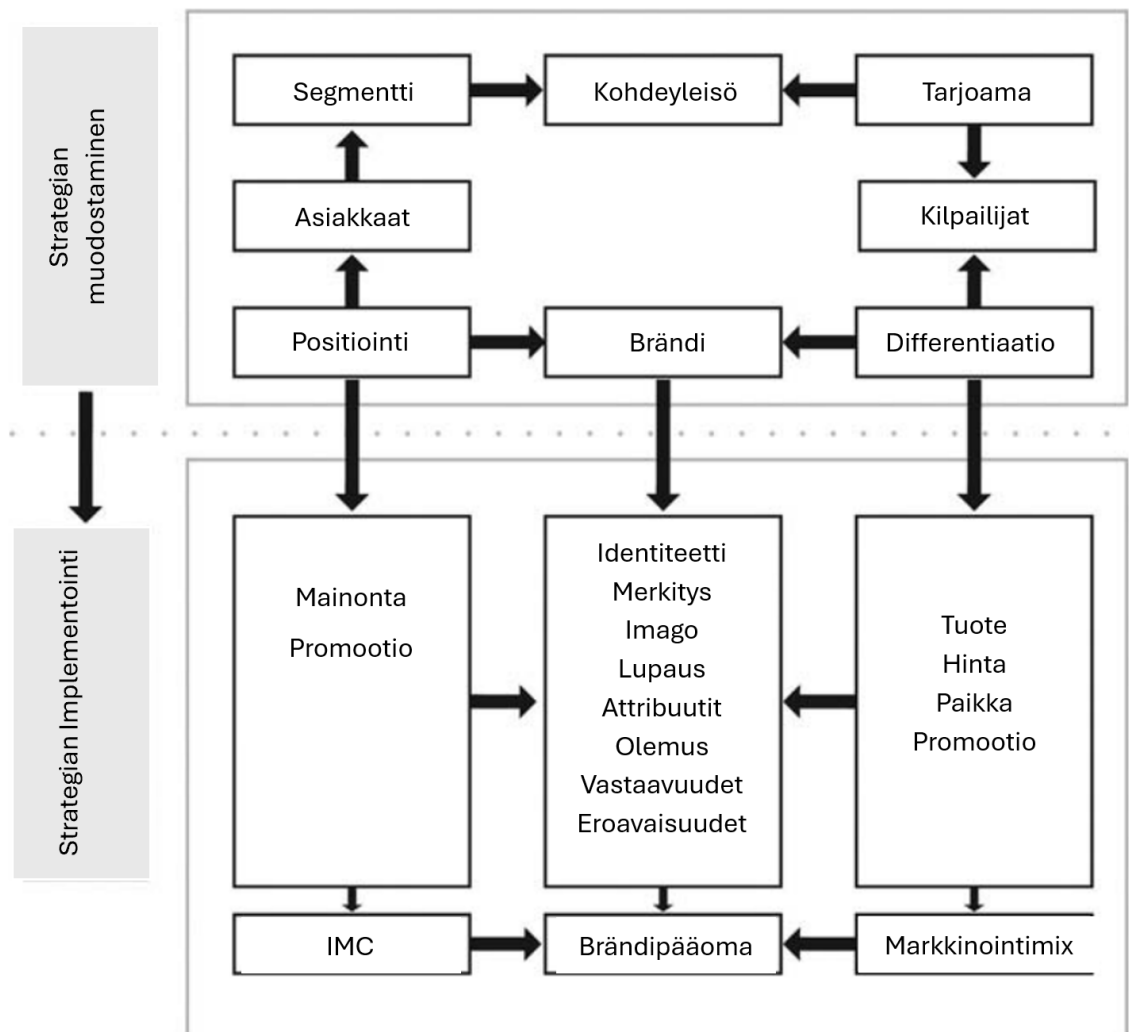 Strategian
muodostaminen
Segmentti
Kohdeyleisö
Tarjoama
Asiakkaat
Kilpailijat
Positiointi
Brändi
Differentiaatio
Strategian Implementointi
Mainonta
Promootio
Identiteetti
Merkitys
Imago
Lupaus
Attribuutit
Olemus
Vastaavuudet
Eroavaisuudet
Tuote
Hinta
Paikka
Promootio
IMC
Brändipääoma
Markkinointimix